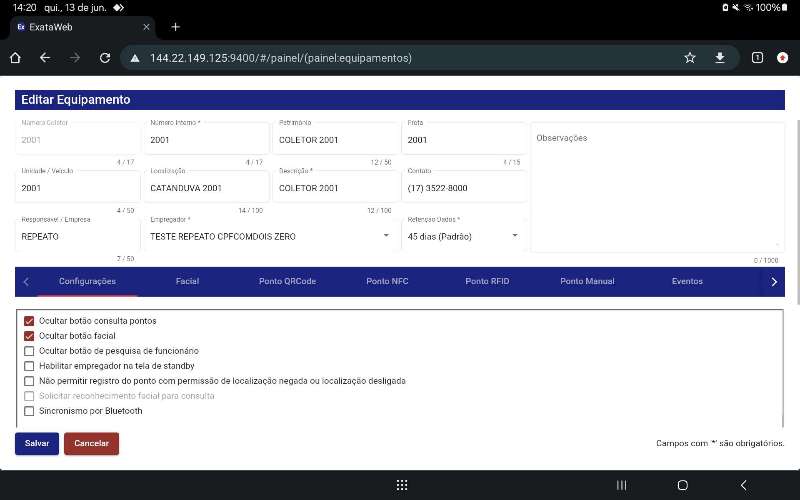 14:20 qui., 13 de jun.
100%
Ex ExataWeb
144.22.149.125:9400/#/painel/(painel:equipamentos)
1
Editar Equipamento
Número Coletor
2001
4 / 17
Número Interno *
2001
4 / 17
Patrimônio
COLETOR 2001
12 / 50
Frota
2001
4 / 15
Observações
0 / 1000
Unidade / Veículo
2001
4 / 50
Localização
CATANDUVA 2001
14 / 100
Descrição *
COLETOR 2001
12 / 100
Contato
(17) 3522-8000
Responsável / Empresa
REPEATO
7 / 50
Empregador *
TESTE REPEATO CPFCOMDOIS ZERO
Retenção Dados *
45 dias (Padrão)
Configurações Facial Ponto QRCode Ponto NFC Ponto RFID Ponto Manual Eventos
Ocultar botão consulta pontos
Ocultar botão facial
Ocultar botão de pesquisa de funcionário
Habilitar empregador na tela de standby
Não permitir registro do ponto com permissão de localização negada ou localização desligada
Solicitar reconhecimento facial para consulta
Sincronismo por Bluetooth
Salvar Cancelar
Campos com '*' são obrigatórios.